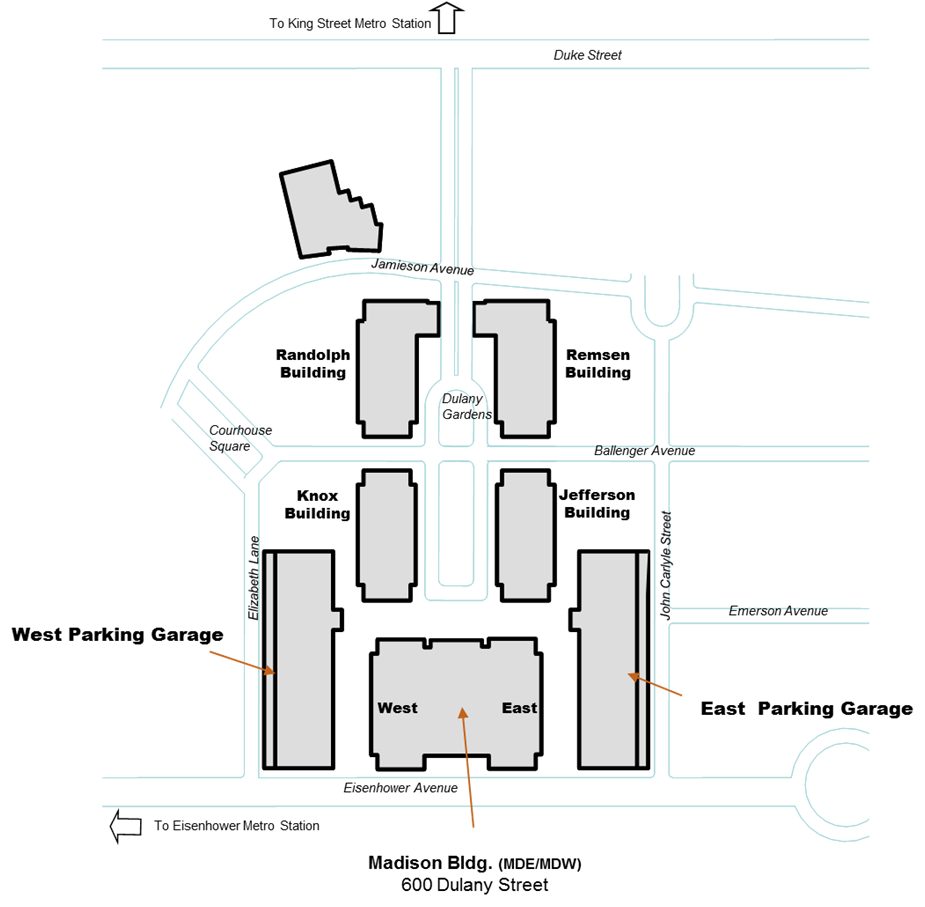 To King Street Metro Station
Duke Street
Jamieson Avenue
Randolph
Building
Remsen
Building
Dulany
Gardens
Courhouse
Square
Ballenger Avenue
Knox
Building
Jefferson
Building
Elizabeth Lane
John Carlyle Street
Emerson Avenue
West Parking Garage
West
East
East Parking Garage
Eisenhower Avenue
To Eisenhower Metro Station
Madison Bldg. (MDE/MDW)
600 Dulany Street